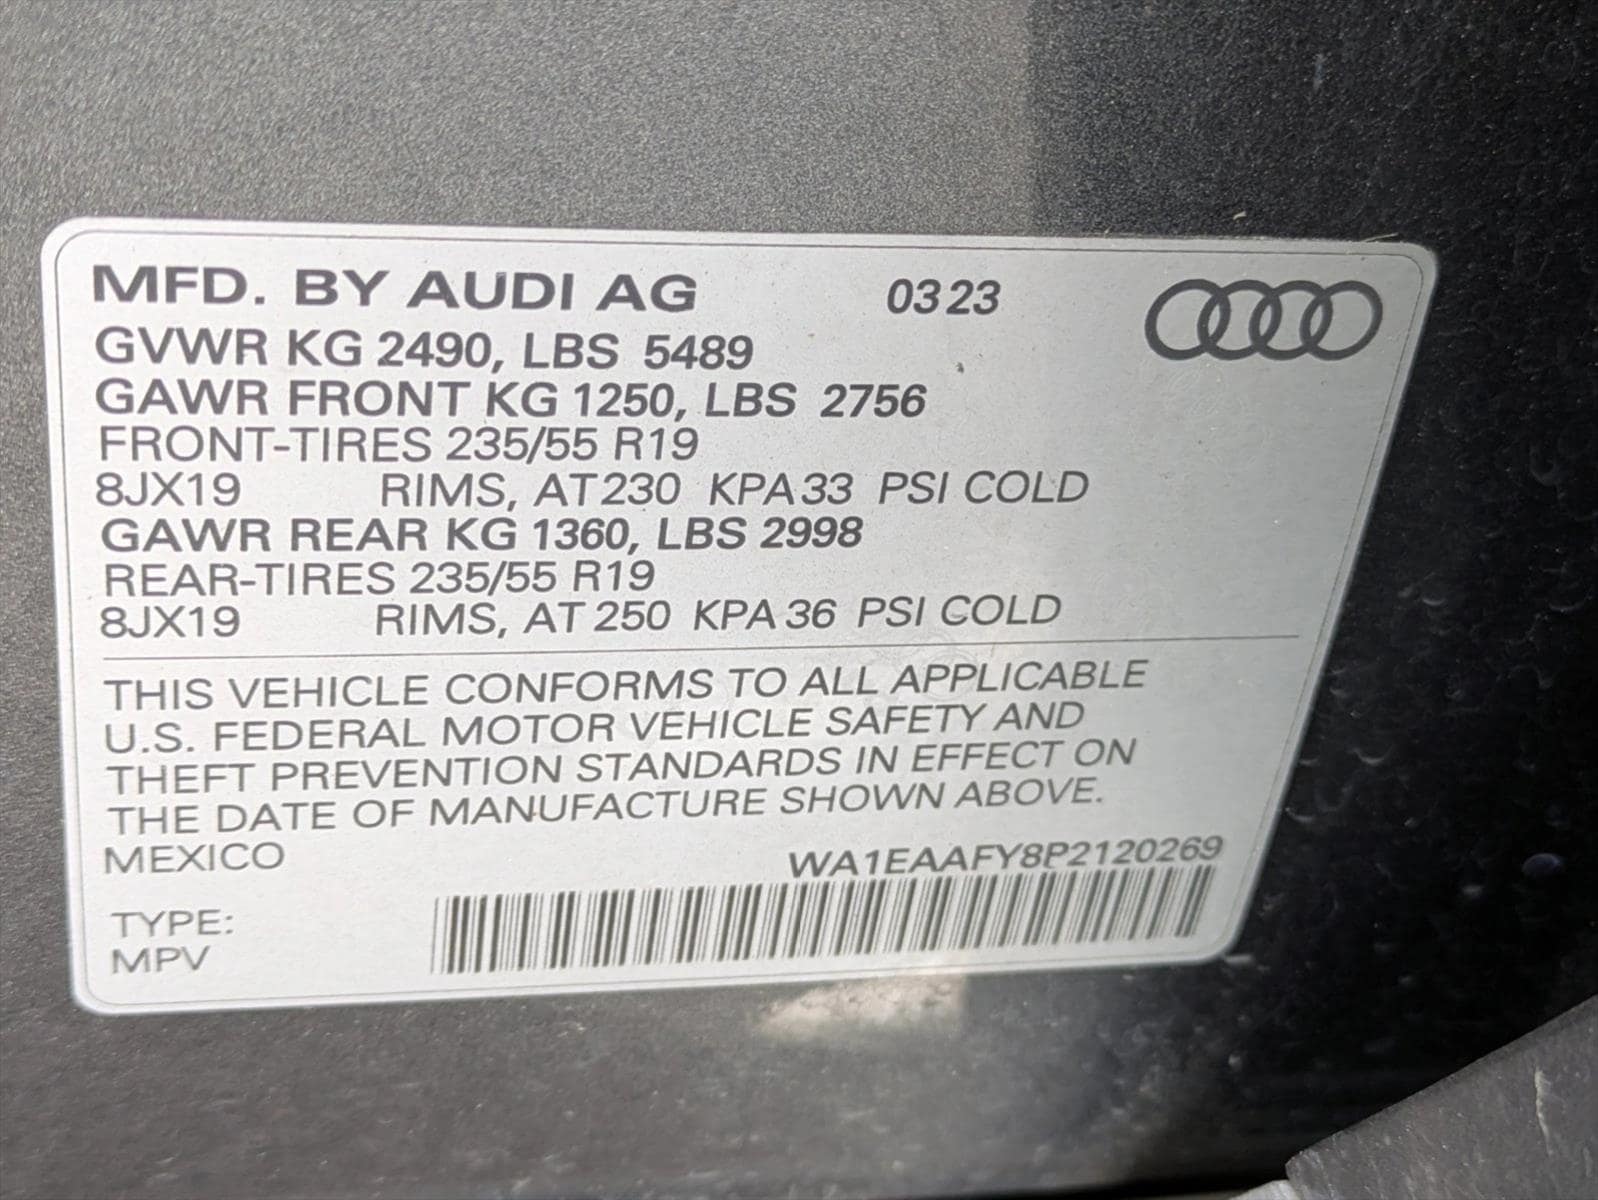 MFD. BY AUDI AG 03 23
GVWR KG 2490, LBS 5489
GAWR FRONT KG 1250, LBS 2756
FRONT-TIRES 235/55 R19
8JX19 RIMS, AT 230 KPA 33 PSI COLD
GAWR REAR KG 1360, LBS 2998
REAR-TIRES 235/55 R19
8JX19 RIMS, AT 250 KPA 36 PSI COLD
THIS VEHICLE CONFORMS TO ALL APPLICABLE
U.S. FEDERAL MOTOR VEHICLE SAFETY AND
THEFT PREVENTION STANDARDS IN EFFECT ON
THE DATE OF MANUFACTURE SHOWN ABOVE.
MEXICO WA1EAAFY8P2120269
TYPE:
MPV